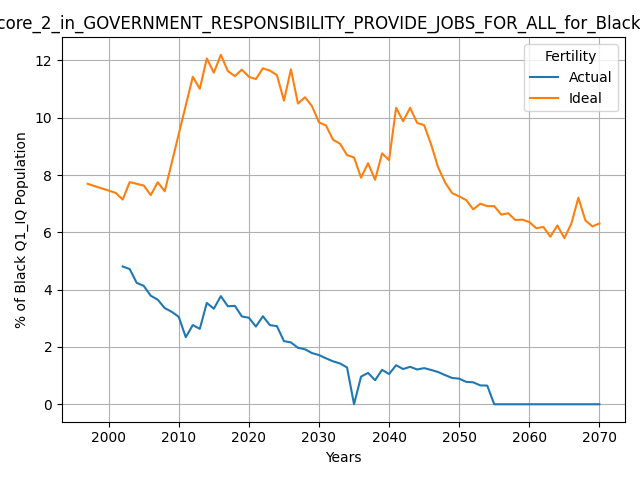 core_2_in_GOVERNMENT_RESPONSIBILITY_PROVIDE_JOBS_FOR_ALL_for_Black
Fertility
Actual
Ideal
% of Black Q1_IQ Population
12
10
8
6
4
2
0
2000 2010 2020 2030 2040 2050 2060 2070
Years